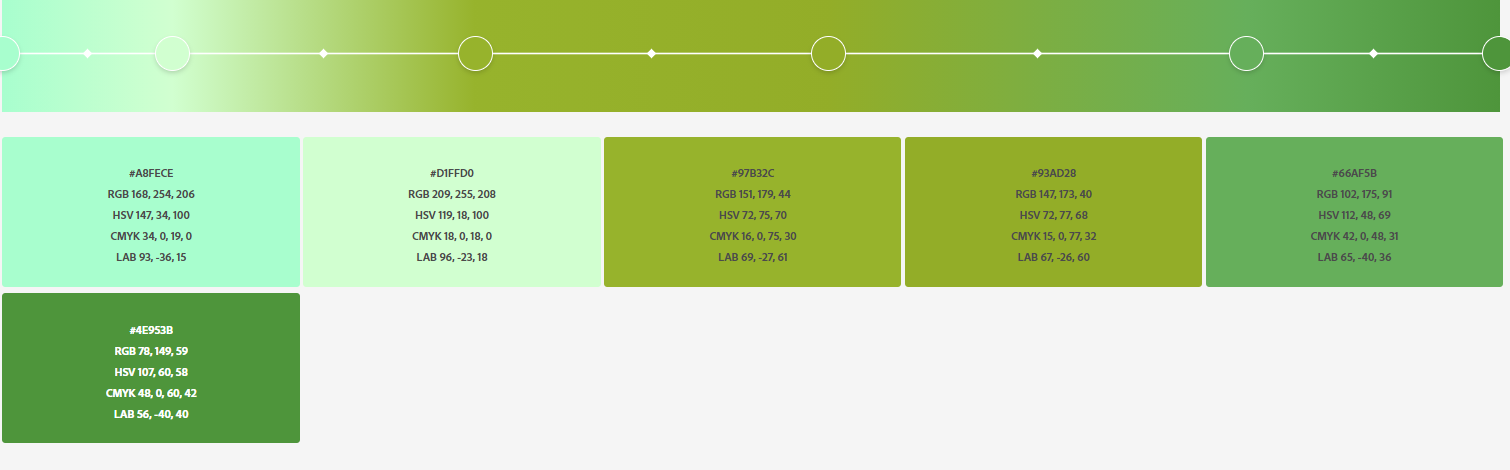 #A8FECE
RGB 168, 254, 206
HSV 147, 34, 100
CMYK 34, 0, 19, 0
LAB 93, -36, 15
#D1FFD0
RGB 209, 255, 208
HSV 119, 18, 100
CMYK 18, 0, 18, 0
LAB 96, -23, 18
#97B32C
RGB 151, 179, 44
HSV 72, 75, 70
CMYK 16, 0, 75, 30
LAB 69, -27, 61
#93AD28
RGB 147, 173, 40
HSV 72, 77, 68
CMYK 15, 0, 77, 32
LAB 67, -26, 60
#66AF5B
RGB 102, 175, 91
HSV 112, 48, 69
CMYK 42, 0, 48, 31
LAB 65, -40, 36
#4E953B
RGB 78, 149, 59
HSV 107, 60, 58
CMYK 48, 0, 60, 42
LAB 56, -40, 40